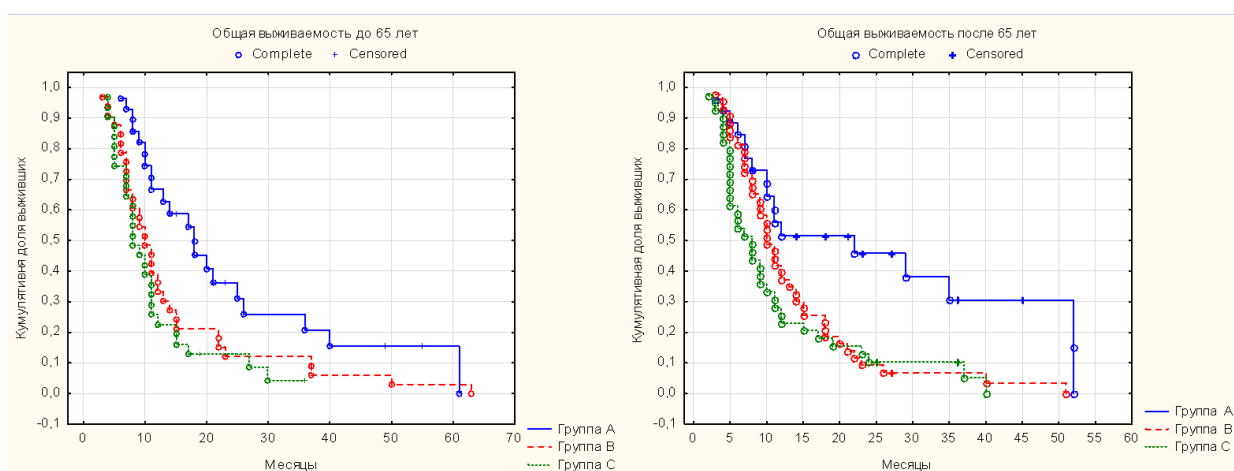 Общая выживаемость до 65 лет
Complete Censored
1,0
0,9
0,8
0,7
0,6
0,5
0,4
0,3
0,2
0,1
0,0
-0,1
Кумулятивня доля выживших
0 10 20 30 40 50 60 70
Месяцы
Группа A
Группа B
Группа C
Общая выживаемость после 65 лет
Complete Censored
1,0
0,9
0,8
0,7
0,6
0,5
0,4
0,3
0,2
0,1
0,0
-0,1
Кумулятивная доля выживших
0 5 10 15 20 25 30 35 40 45 50 55 60
Месяцы
Группа A
Группа B
Группа C